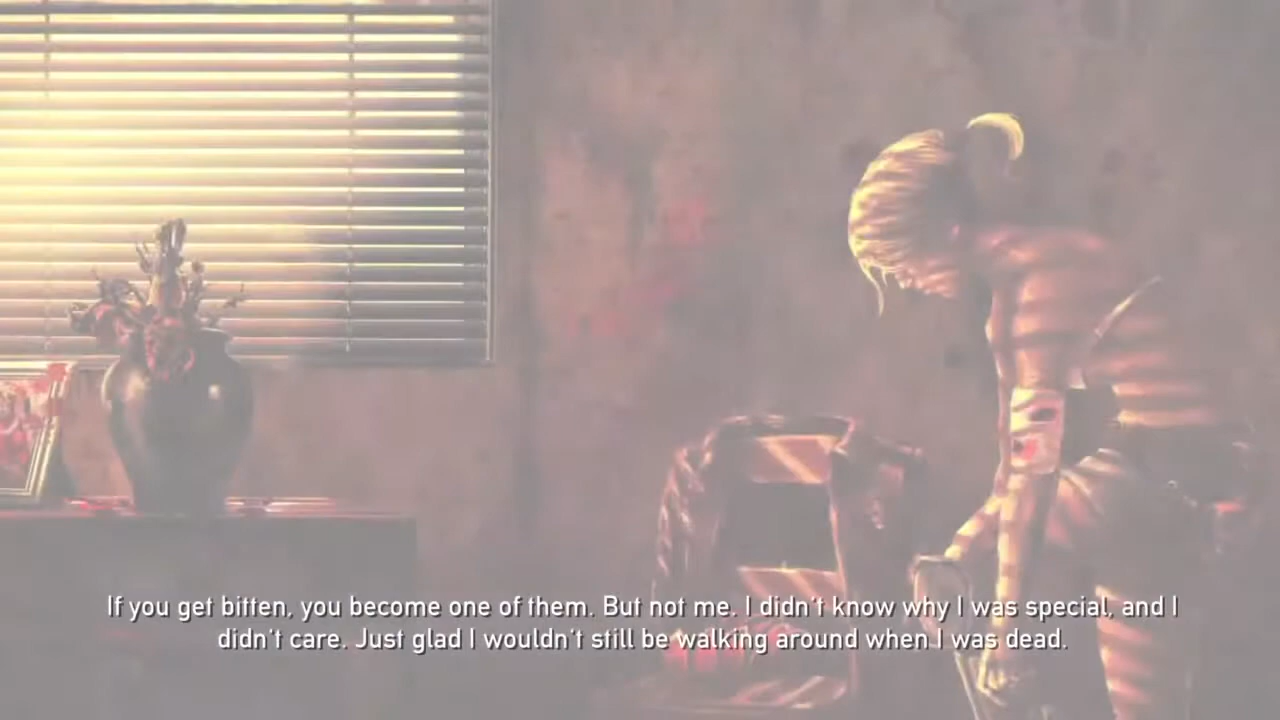 If you get bitten, you become one of them. But not me. I didn't know why I was special, and I
didn't care. Just glad I wouldn't still be walking around when I was dead.